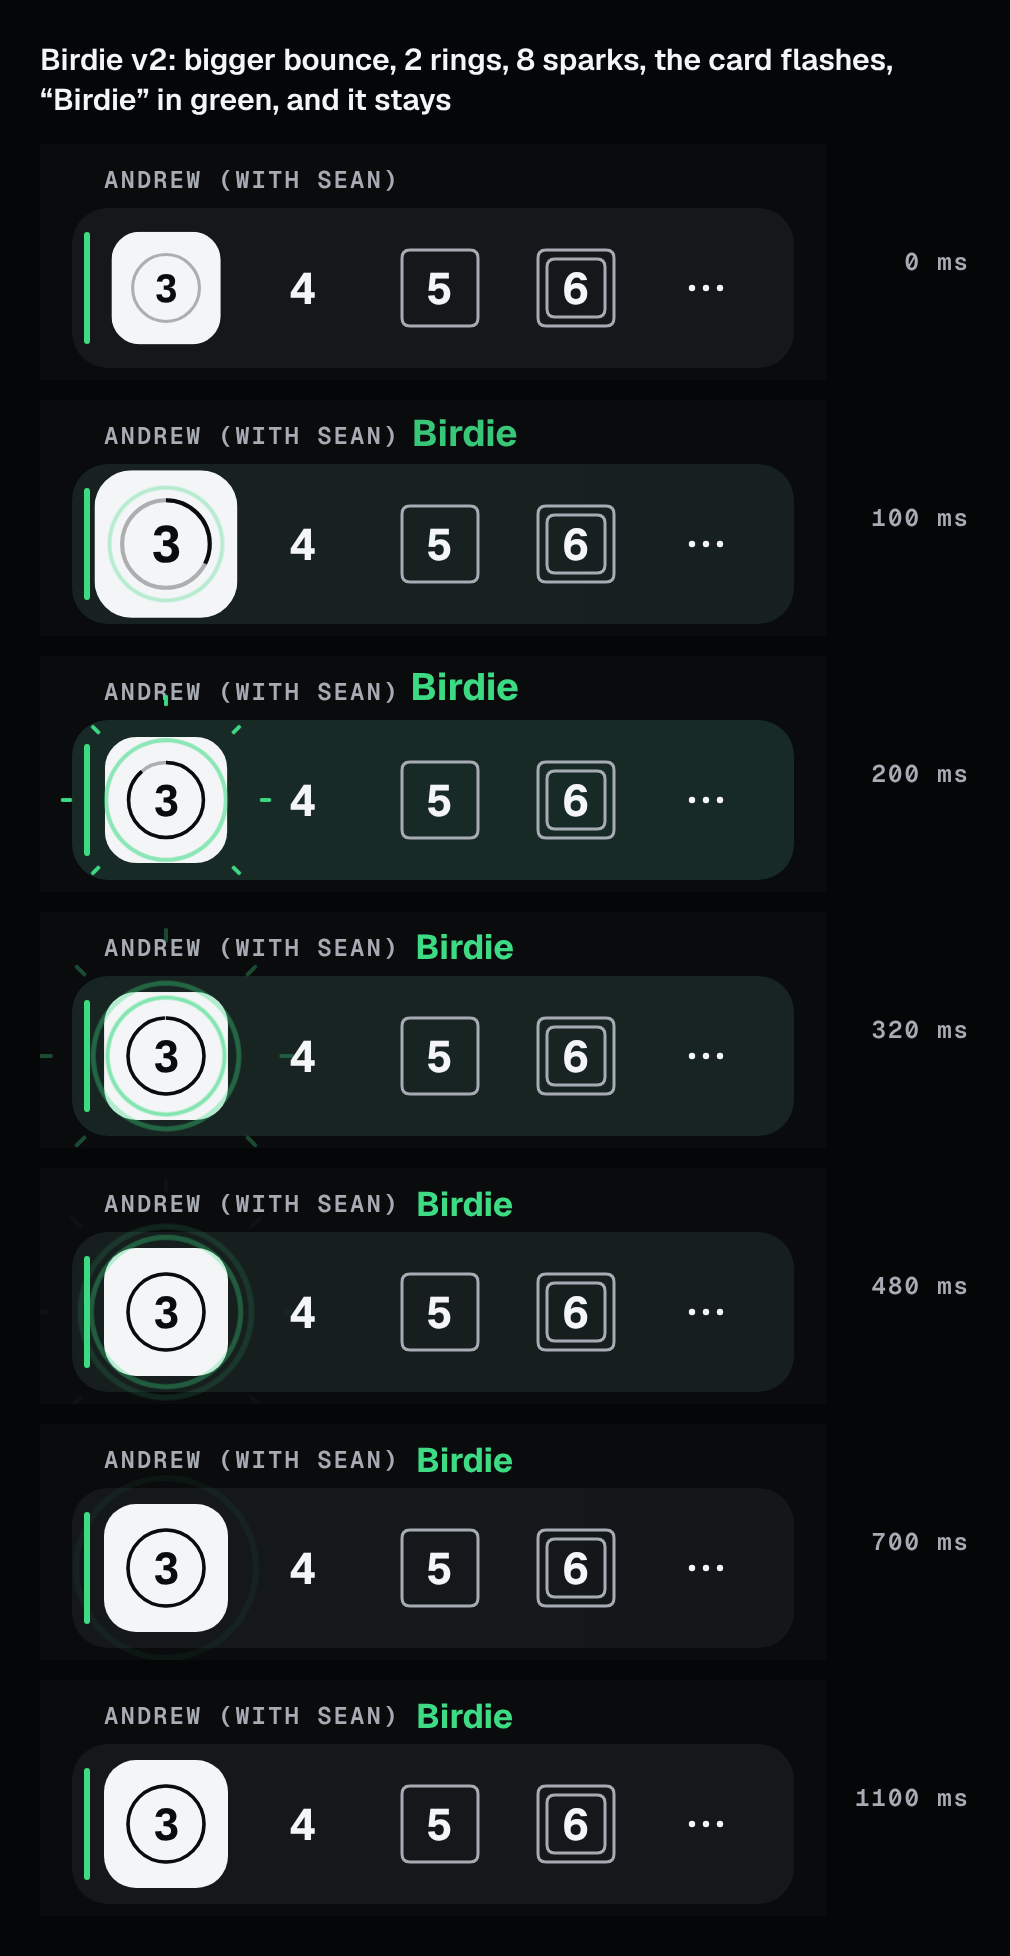 Birdie v2: bigger bounce, 2 rings, 8 sparks, the card flashes,
“Birdie” in green, and it stays
ANDREW (WITH SEAN)
3 4 5 6 ... 0 ms
ANDREW (WITH SEAN) Birdie
3 4 5 6 ... 100 ms
ANDREW (WITH SEAN) Birdie
3 4 5 6 ... 200 ms
ANDREW (WITH SEAN) Birdie
3 4 5 6 ... 320 ms
ANDREW (WITH SEAN) Birdie
3 4 5 6 ... 480 ms
ANDREW (WITH SEAN) Birdie
3 4 5 6 ... 700 ms
ANDREW (WITH SEAN) Birdie
3 4 5 6 ... 1100 ms